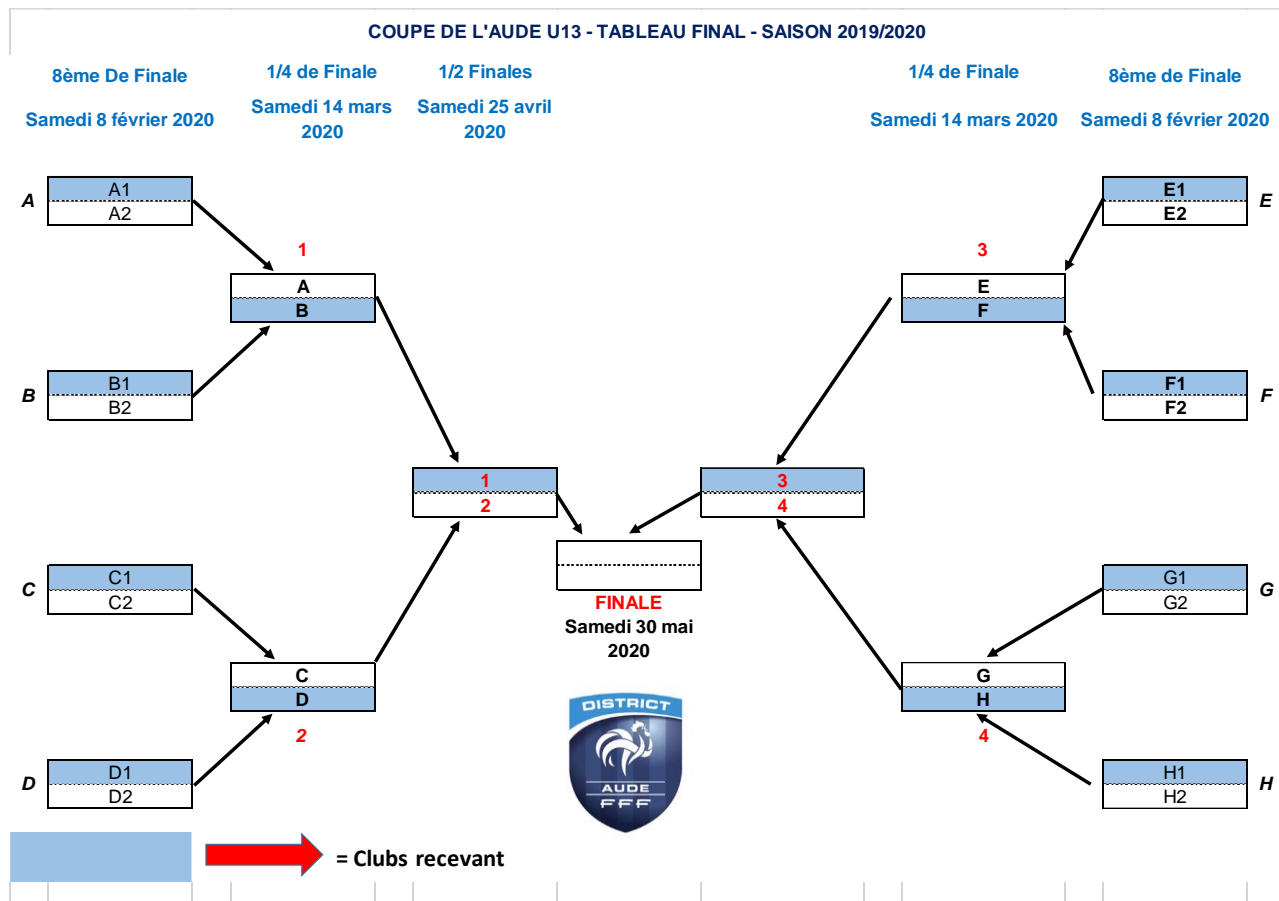 COUPE DE L'AUDE U13 - TABLEAU FINAL - SAISON 2019/2020
8ème De Finale
1/4 de Finale
1/2 Finales
1/4 de Finale
8ème de Finale
Samedi 8 février 2020
Samedi 14 mars
2020
Samedi 25 avril
2020
Samedi 14 mars 2020
Samedi 8 février 2020
A
A1
A2
E1
E2
E
1
A
B
3
E
F
B
B1
B2
F1
F2
F
1
2
3
4
FINALE
Samedi 30 mai
2020
C
C1
C2
G1
G2
G
C
D
2
G
H
4
D
D1
D2
H1
H2
H
DISTRICT
AUDE
FFF
= Clubs recevant